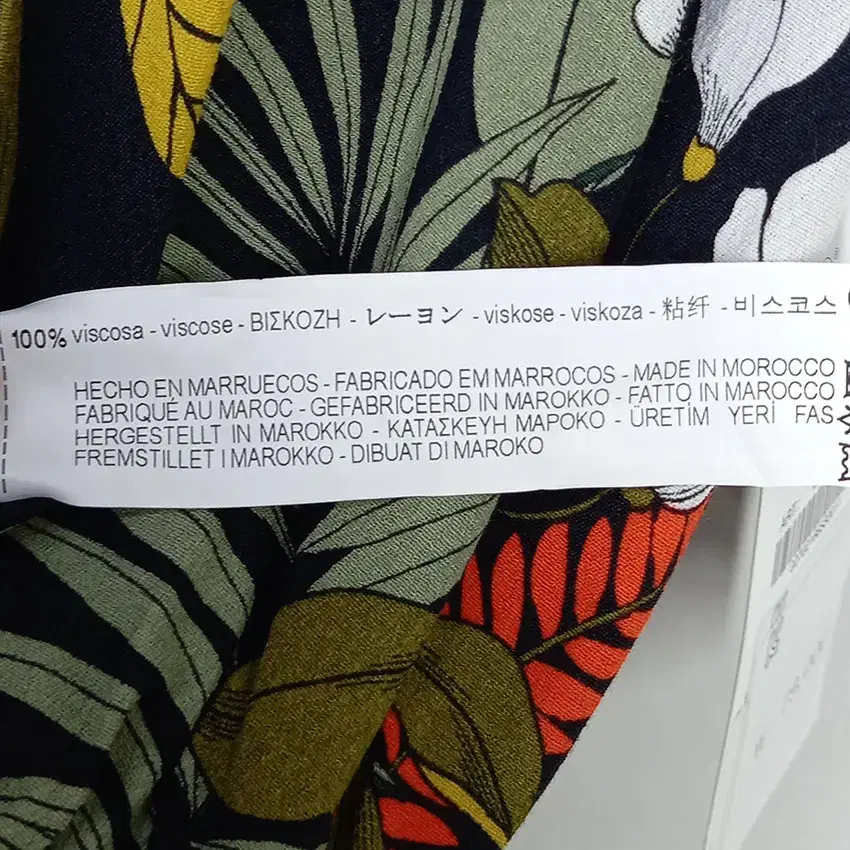 100% viscosa - viscose - ΒΙΣΚΟΖΗ - レーヨン - viskose - viskoza - 粘纤 - 비스코스
HECHO EN MARRUECOS - FABRICADO EM MARROCOS - MADE IN MOROCCO
FABRIQUÉ AU MAROC - GEFABRICEERD IN MAROKKO - FATTO IN MAROCCO
HERGESTELLT IN MAROKKO - ΚΑΤΑΣΚΕΥΗ ΜΑΡΟΚΟ - ÜRETİM YERİ FAS
FREMSTILLET I MAROKKO - DIBUAT DI MAROKO